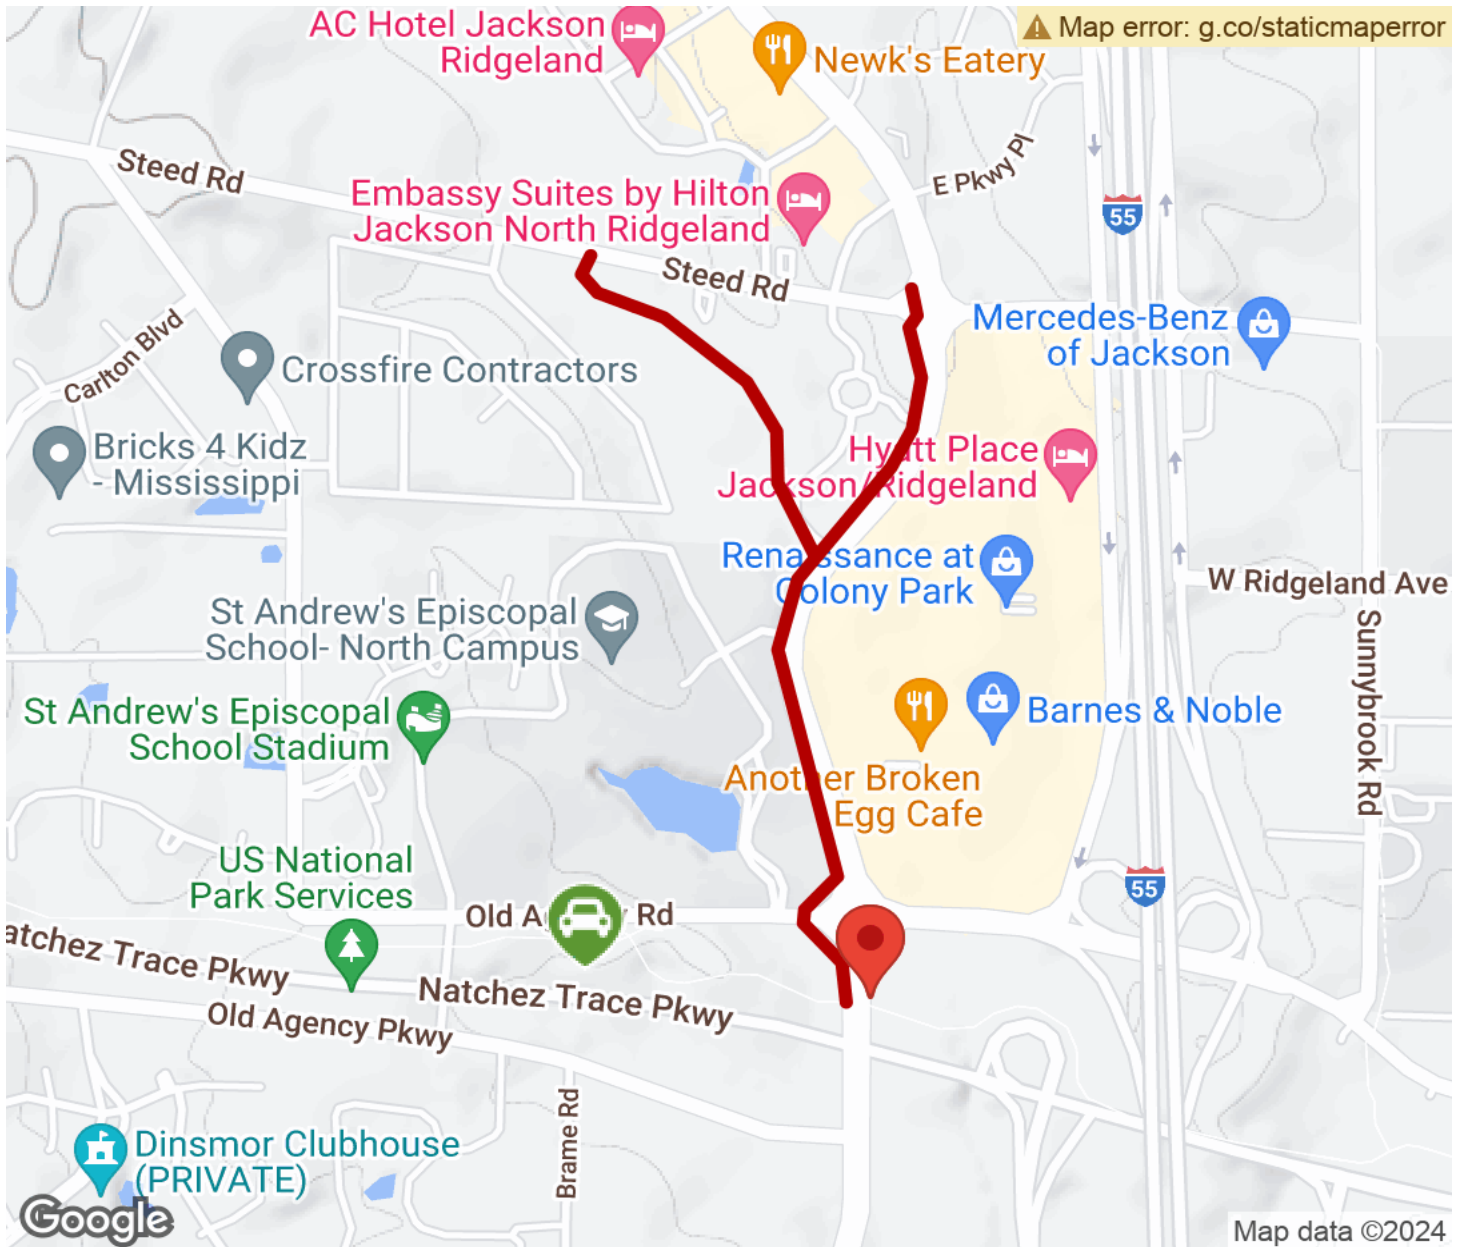 AC Hotel Jackson
Ridgeland
Map error: g.co/staticmaperror
Newk's Eatery
Steed Rd
E Pkwy Pl
Embassy Suites by Hilton
Jackson North Ridgeland
55
Steed Rd
Mercedes-Benz
of Jackson
Carlton Blvd
Crossfire Contractors
Bricks 4 Kidz
- Mississippi
Hyatt Place
Jackson/Ridgeland
Renaissance at
Colony Park
W Ridgeland Ave
St Andrew's Episcopal
School- North Campus
Sunnybrook Rd
St Andrew's Episcopal
School Stadium
Barnes & Noble
Another Broken
Egg Cafe
US National
Park Services
55
Old Agency Rd
atchez Trace Pkwy
Natchez Trace Pkwy
Old Agency Pkwy
Brame Rd
Dinsmor Clubhouse
(PRIVATE)
Google
Map data ©2024